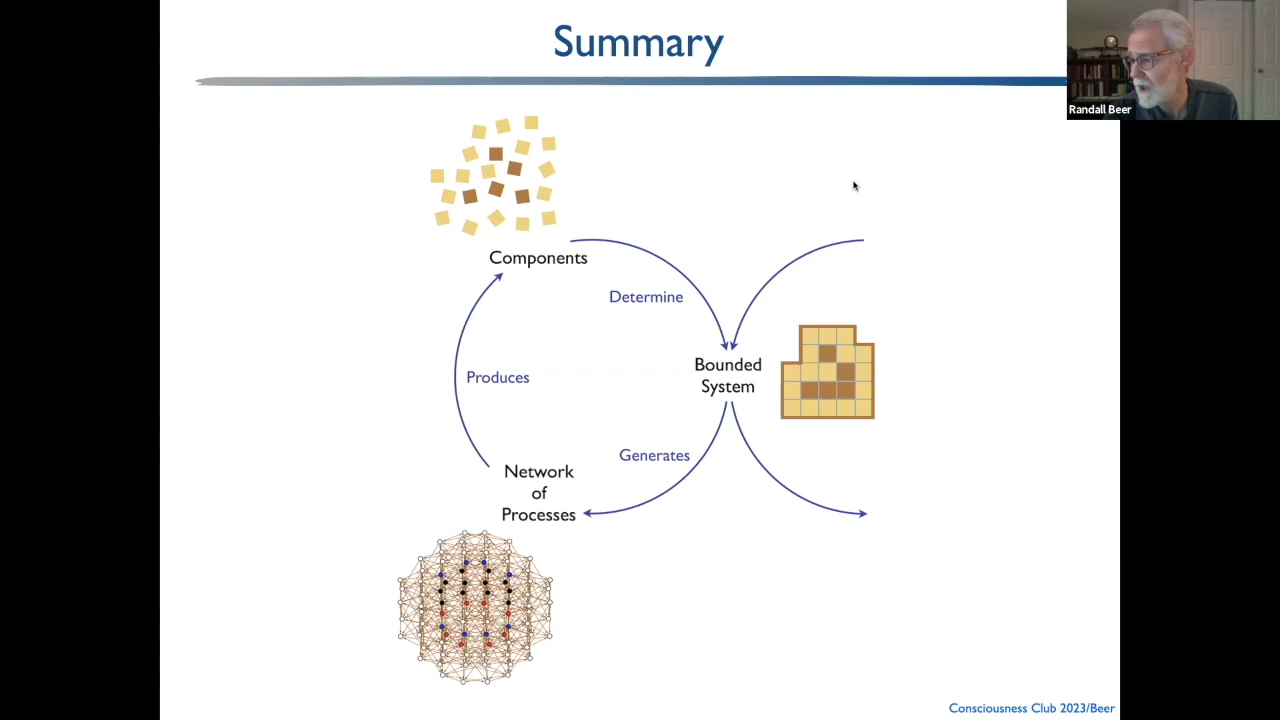 Summary
Randall Beer
Components
Determine
Bounded
System
Produces
Generates
Network
of
Processes
Consciousness Club 2023/Beer